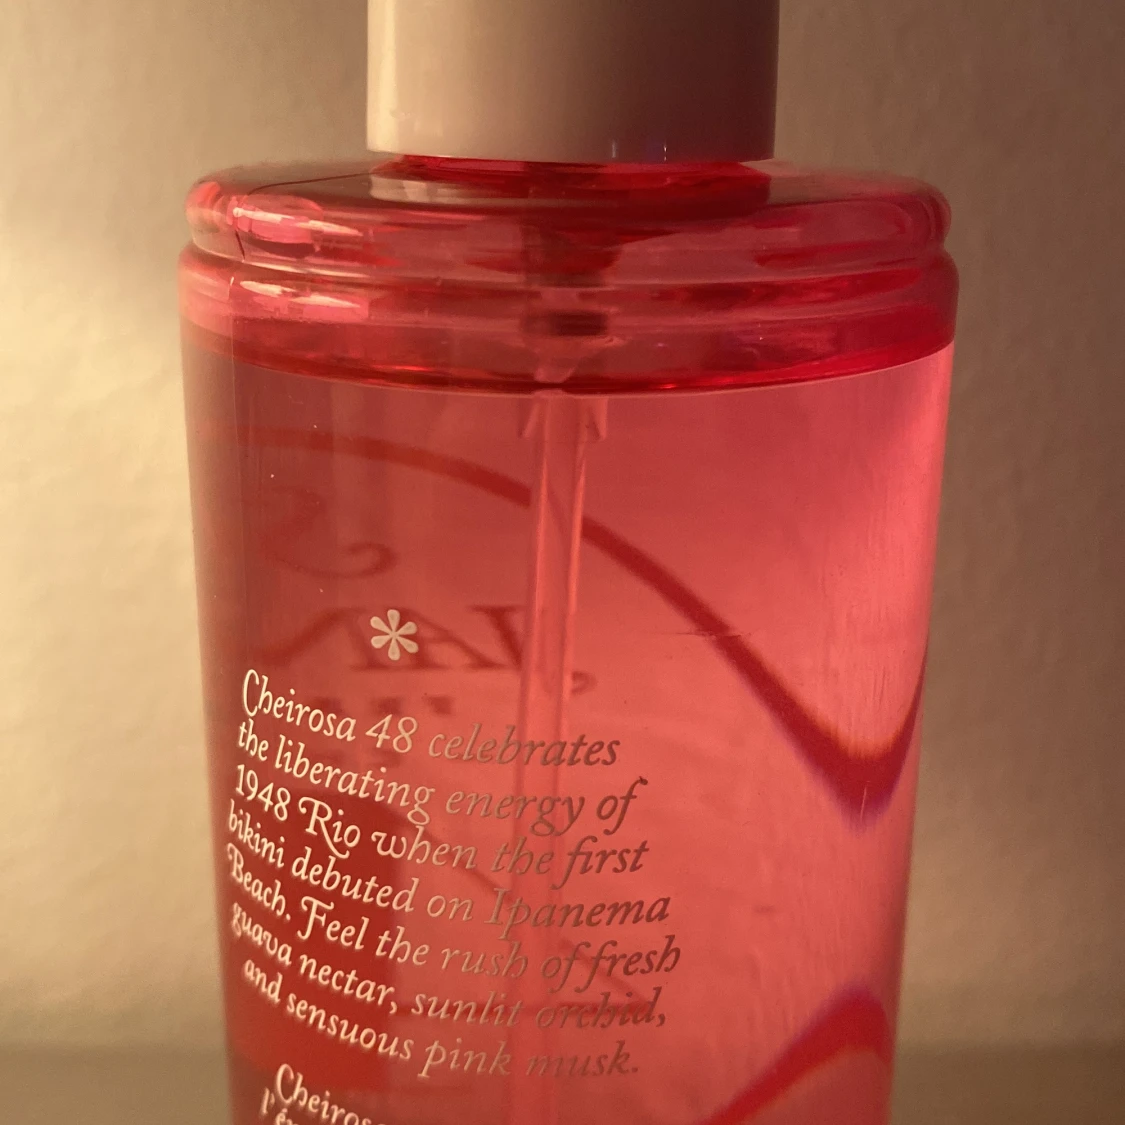 *
Cheirosa 48 celebrates
the liberating energy of
1948 Rio when the first
bikini debuted on Ipanema
Beach. Feel the rush of fresh
guava nectar, sunlit orchid,
and sensuous pink musk.